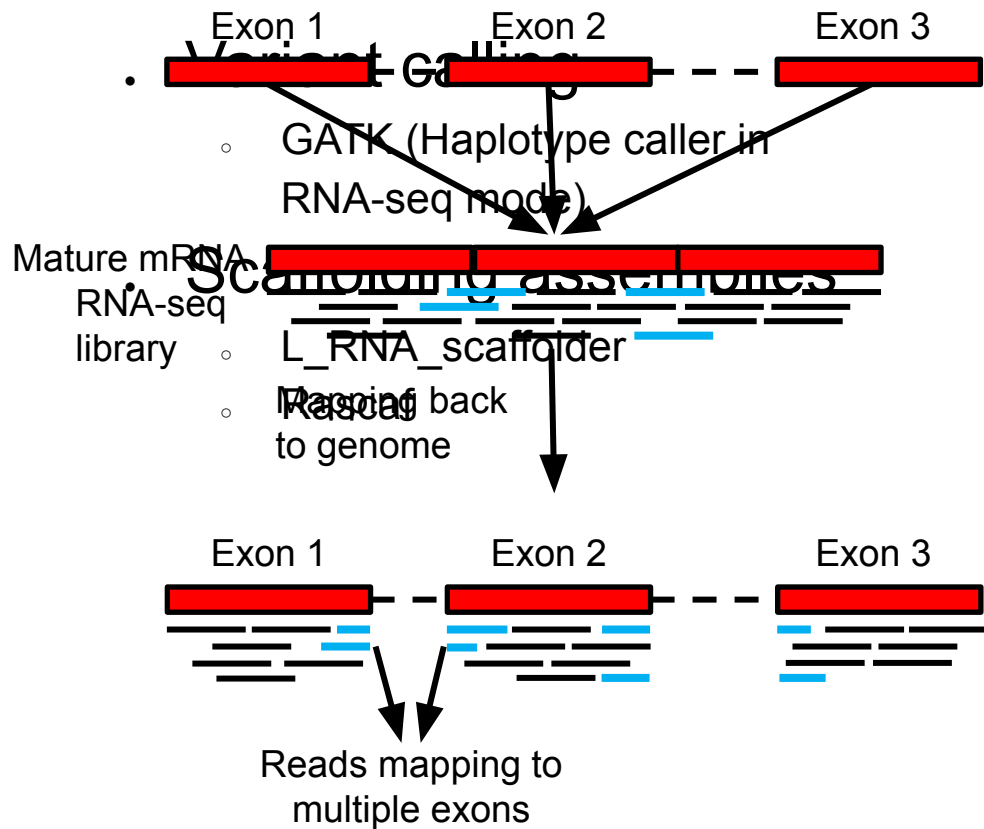 Exon 1
Exon 2
Exon 3
• Variant calling
○ GATK (Haplotype caller in
RNA-seq mode)
Mature mRNA
• Scaffolding assemblies
RNA-seq
library
○ L_RNA_scaffolder
○ Rascaf
Mapping back
to genome
Exon 1
Exon 2
Exon 3
Reads mapping to
multiple exons